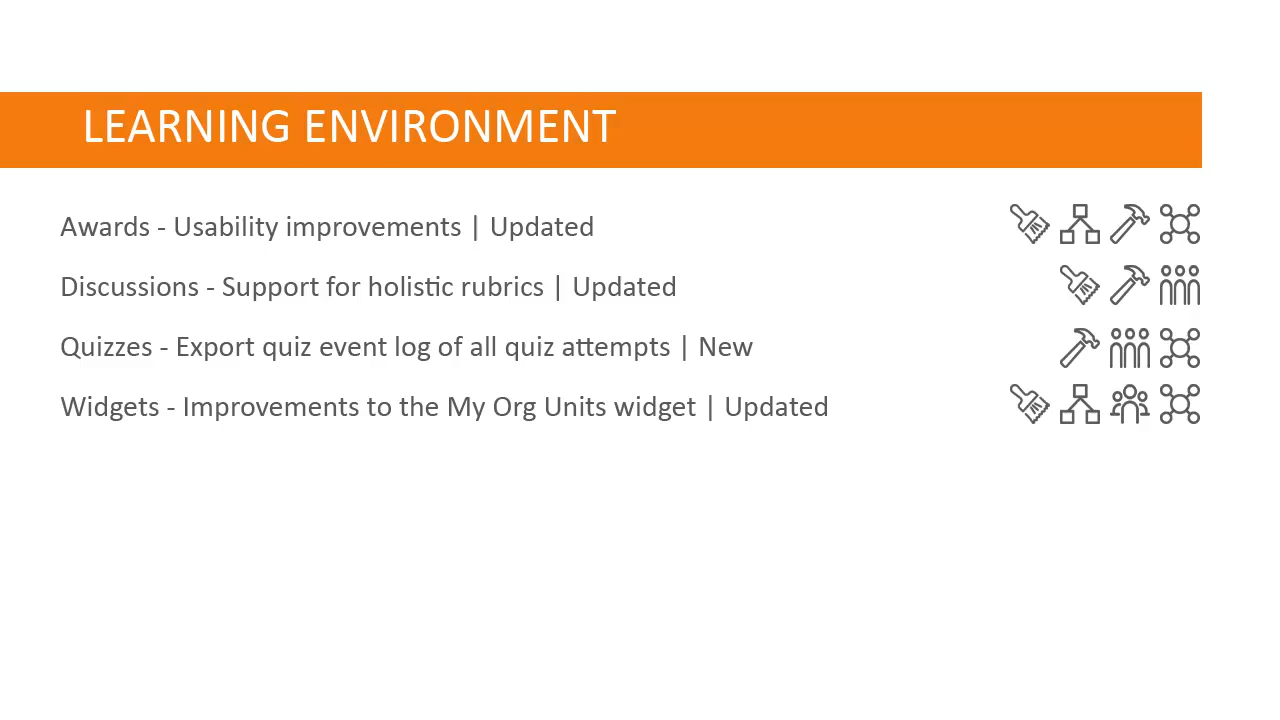 LEARNING ENVIRONMENT
Awards - Usability improvements | Updated
Discussions - Support for holistic rubrics | Updated
Quizzes - Export quiz event log of all quiz attempts | New
Widgets - Improvements to the My Org Units widget | Updated